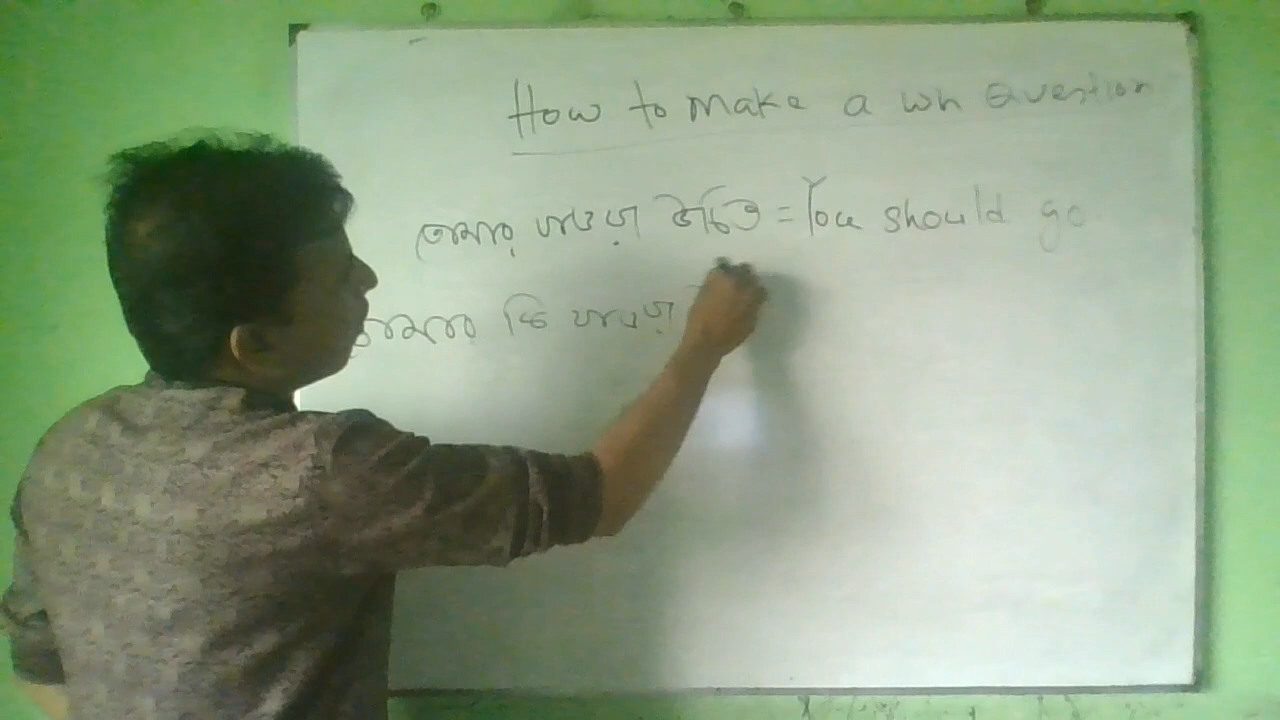 How to make a wh Question
তোমার যাওয়া উচিত = You should go
তোমার কি যাওয়া